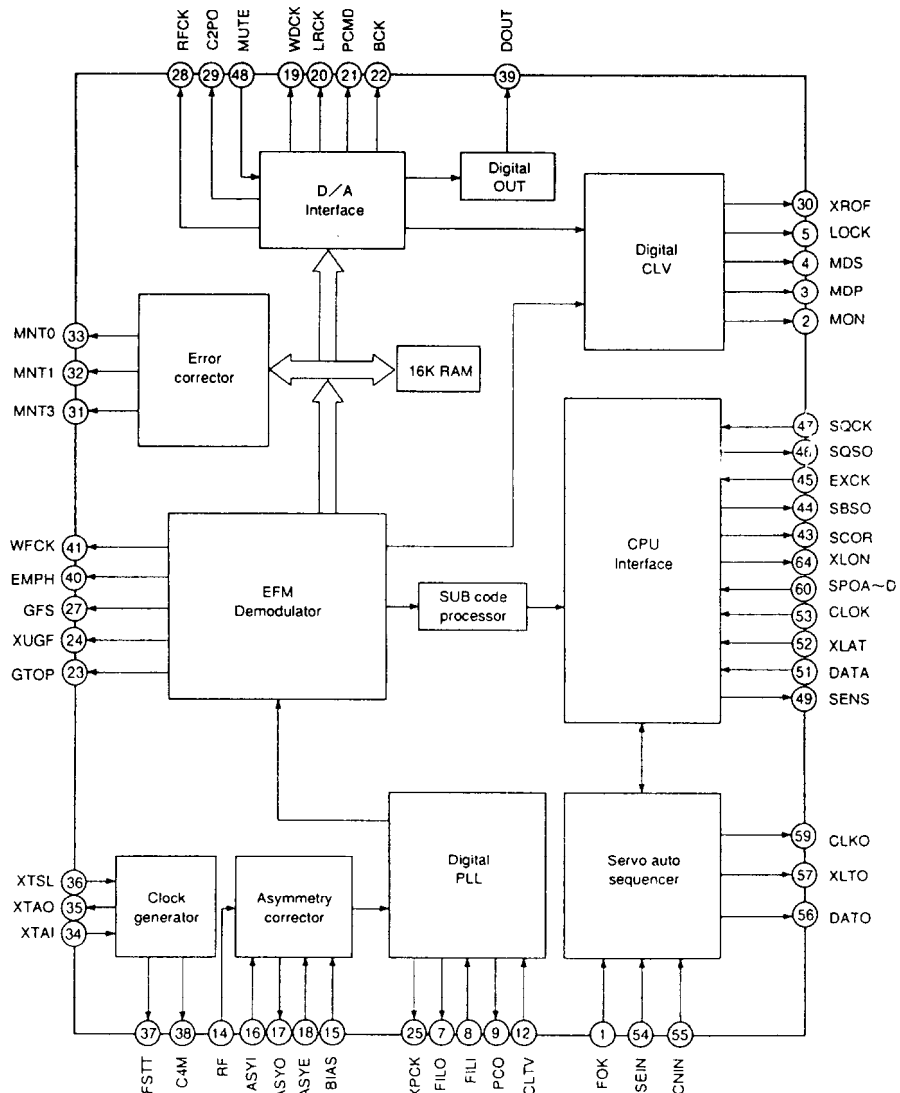 RFCK
C2PO
MUTE
WDCK
LRCK
PCMD
BCK
DOUT
28
29
48
19
20
21
22
39
D/A
Interface
Digital
OUT
Digital
CLV
30 XROF
5 LOCK
4 MDS
3 MDP
2 MON
MNT0 33
MNT1 32
MNT3 31
Error
corrector
16K RAM
47 SQCK
46 SQSO
45 EXCK
44 SBSO
43 SCOR
64 XLON
60 SPOA~D
53 CLOK
52 XLAT
51 DATA
49 SENS
CPU
Interface
WFCK 41
EMPH 40
GFS 27
XUGF 24
GTOP 23
EFM
Demodulator
SUB code
processor
Digital
PLL
Servo auto
sequencer
59 CLKO
57 XLTO
56 DATO
XTSL 36
XTAO 35
XTAI 34
Clock
generator
Asymmetry
corrector
37
38
14
16
17
18
15
25
7
8
9
12
1
54
55
FSTT
C4M
RF
ASYI
ASYO
ASYE
BIAS
XPCK
FILO
FILI
PCO
CLTV
FOK
SEIN
CNIN